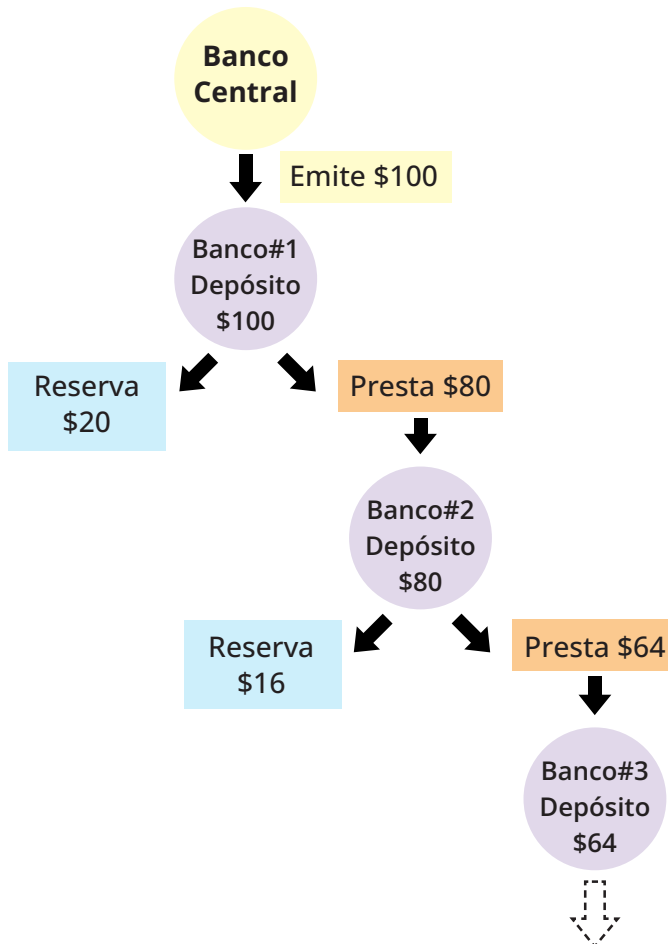 Banco
Central
Emite $100
Banco#1
Depósito
$100
Reserva
$20
Presta $80
Banco#2
Depósito
$80
Reserva
$16
Presta $64
Banco#3
Depósito
$64